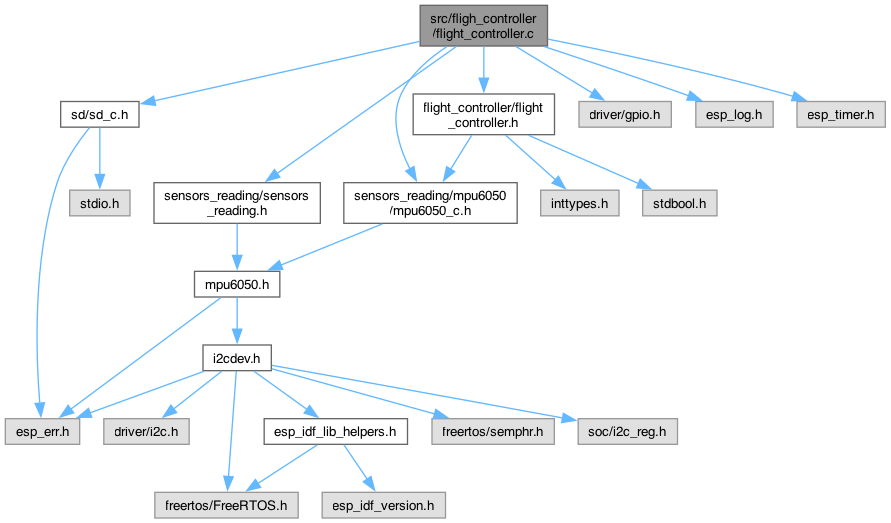 src/fligh_controller
/flight_controller.c
sd/sd_c.h
flight_controller/flight
_controller.h
driver/gpio.h
esp_log.h
esp_timer.h
stdio.h
sensors_reading/sensors
_reading.h
sensors_reading/mpu6050
/mpu6050_c.h
inttypes.h
stdbool.h
mpu6050.h
i2cdev.h
esp_err.h
driver/i2c.h
esp_idf_lib_helpers.h
freertos/semphr.h
soc/i2c_reg.h
freertos/FreeRTOS.h
esp_idf_version.h